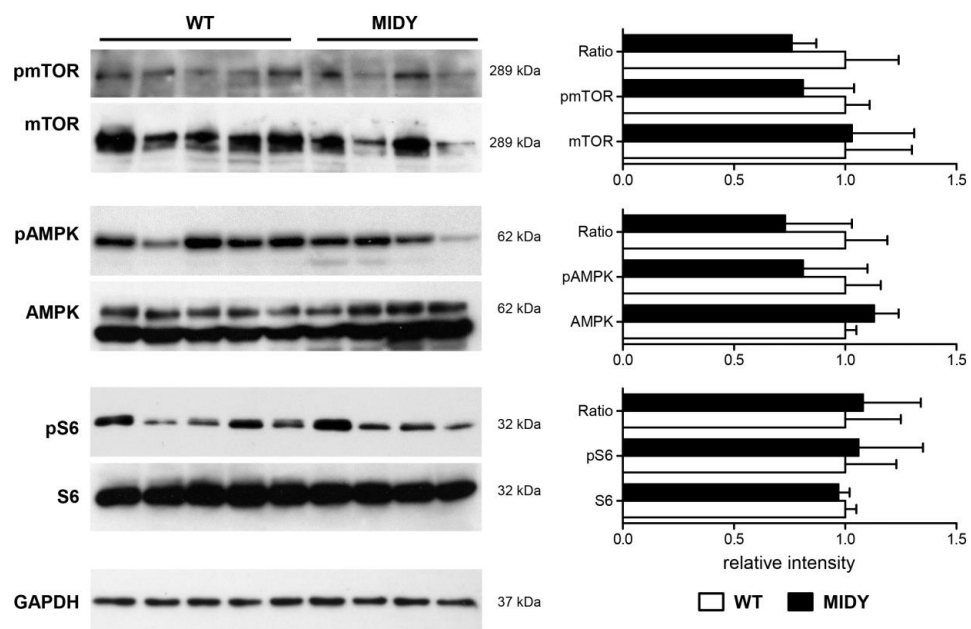 WT MIDY
pmTOR 289 kDa
mTOR 289 kDa
pAMPK 62 kDa
AMPK 62 kDa
pS6 32 kDa
S6 32 kDa
GAPDH 37 kDa
Ratio
pmTOR
mTOR
0.0 0.5 1.0 1.5
Ratio
pAMPK
AMPK
0.0 0.5 1.0 1.5
Ratio
pS6
S6
0.0 0.5 1.0 1.5
relative intensity
WT MIDY